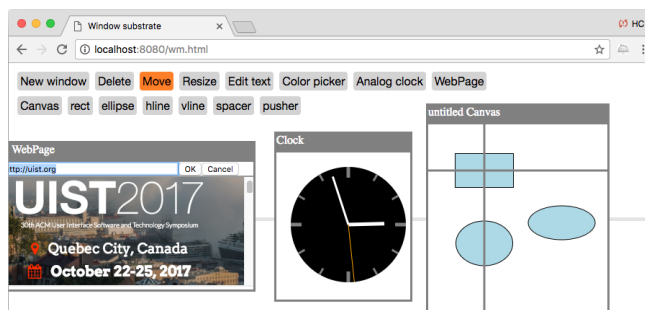 Window substrate
HC
localhost:8080/wm.html
New window Delete Move Resize Edit text Color picker Analog clock WebPage
Canvas rect ellipse hline vline spacer pusher
untitled Canvas
Clock
WebPage
ttp://uist.org OK Cancel
UIST2017
30th ACM User Interface Software and Technology Symposium
Quebec City, Canada
October 22-25, 2017